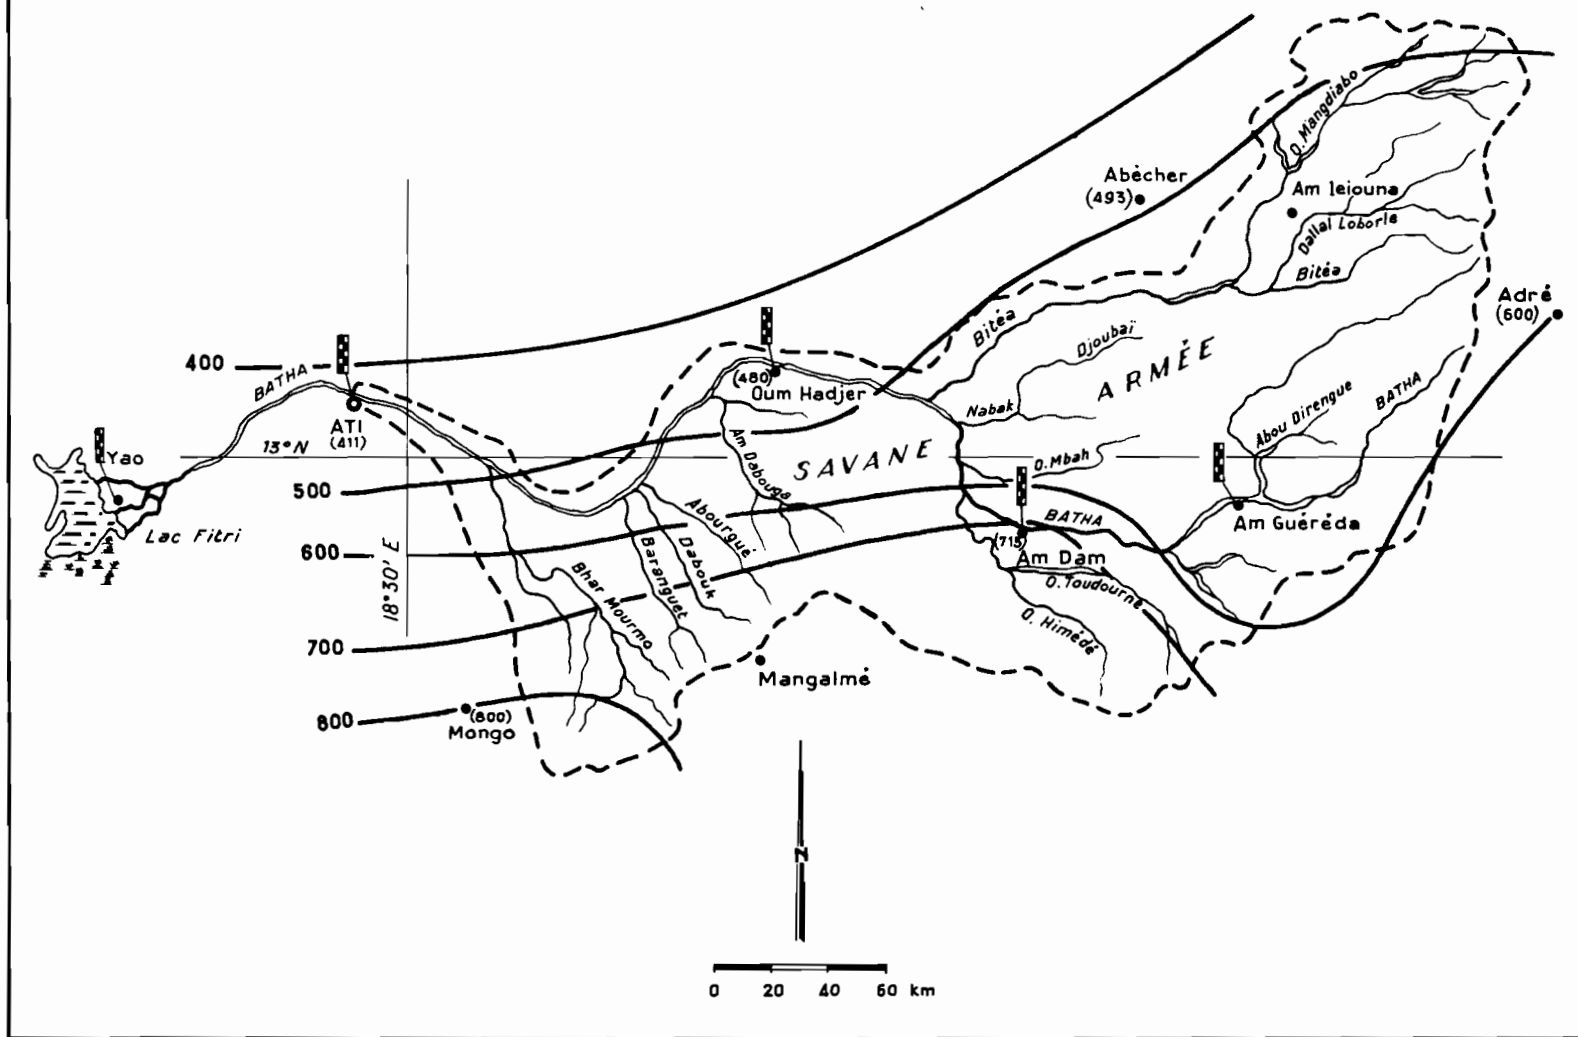 Abécher
(493)
O. Mangdiabo
Am leiouna
Dallal Loborle
Bitéa
Adré
(600)
Bitéa
Djoubaï
ARMÉE
400
BATHA
(480)
Oum Hadjer
Nabak
Abou Direngue
BATHA
ATI
(411)
13° N
Yao
Am Dabouga
SAVANE
O. Mbah
500
Lac Fitri
Abourgué
BATHA
Am Guéréda
600
18° 30' E
Bhar Mourmo
Baranguet
Dabouk
(715)
Am Dam
O. Toudourne
O. Himédé
700
Mangalmé
800
(800)
Mongo
N
0 20 40 60 km